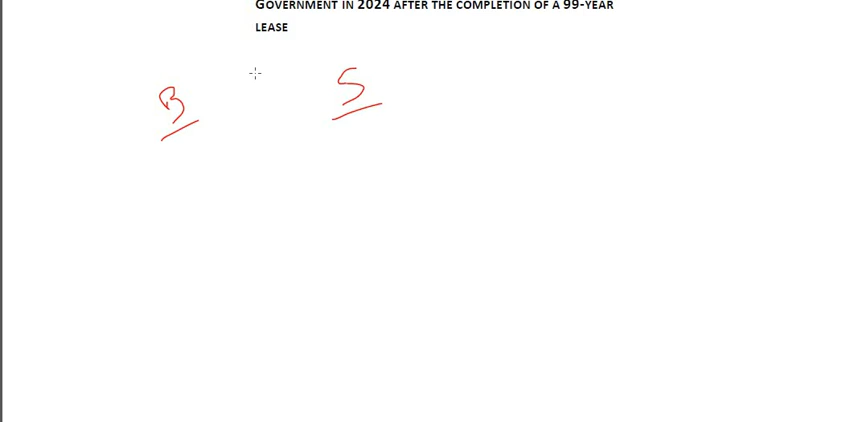 GOVERNMENT IN 2024 AFTER THE COMPLETION OF A 99-YEAR
LEASE
B S